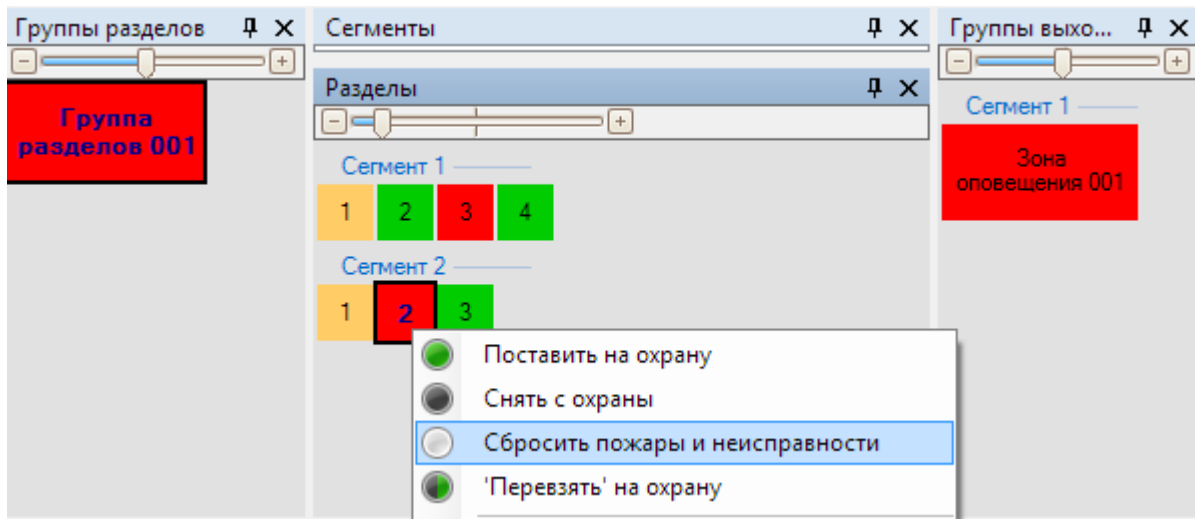 Группы разделов
Группа
разделов 001
Сегменты
Разделы
Сегмент 1
1 2 3 4
Сегмент 2
1 2 3
Поставить на охрану
Снять с охраны
Сбросить пожары и неисправности
'Перевзять' на охрану
Группы выхо...
Сегмент 1
Зона
оповещения 001